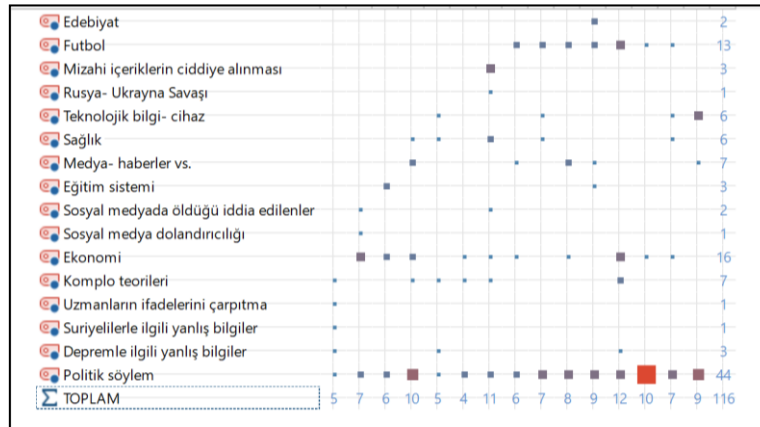 Edebiyat 2
Futbol 13
Mizahi içeriklerin ciddiye alınması 3
Rusya- Ukrayna Savaşı 1
Teknolojik bilgi- cihaz 6
Sağlık 6
Medya- haberler vs. 7
Eğitim sistemi 3
Sosyal medyada öldüğü iddia edilenler 2
Sosyal medya dolandırıcılığı 1
Ekonomi 16
Komplo teorileri 7
Uzmanların ifadelerini çarpıtma 1
Suriyelilerle ilgili yanlış bilgiler 1
Depremle ilgili yanlış bilgiler 3
Politik söylem 44
Σ TOPLAM 5 7 6 10 5 4 11 6 7 8 9 12 10 7 9 116